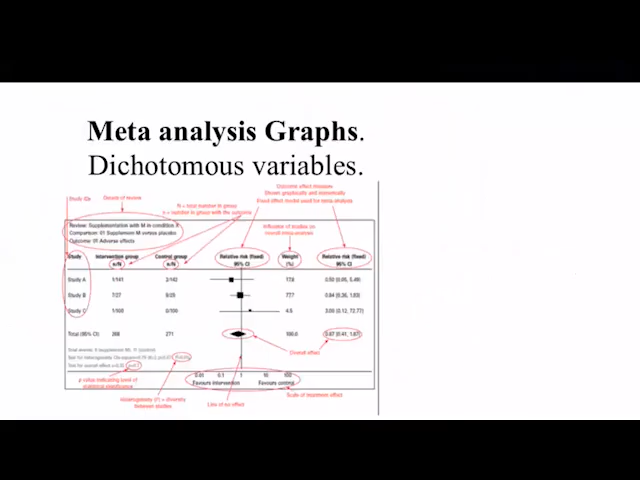 Meta analysis Graphs.
Dichotomous variables.
Outcome effect measure
Shown graphically and numerically
Fixed effect model used for meta-analysis
Study IDs
Details of review
N = total number in group
n = number in group with the outcome
Influence of studies on
overall meta-analysis
Review: Supplementation with M in condition X
Comparison: 01 Supplement M versus placebo
Outcome: 01 Adverse effects
Study Intervention group Control group Relative risk (fixed) Weight Relative risk (fixed)
n/N n/N 95% CI (%) 95% CI
Study A 1/141 2/142 17.8 0.50 (0.05, 5.49)
Study B 7/27 77.7 0.84 (0.36, 1.93)
Study C 1/100 0/100 4.5 3.00 (0.12, 72.77)
Total (95% CI) 268 271 100.0 0.87 (0.41, 1.87)
Overall effect
Test for overall effect
p value indicating level of
statistical significance
0.01 0.1 1 10 100
Favours intervention Favours control
Heterogeneity (I²) = diversity
between studies
Line of no effect
Scale of treatment effect